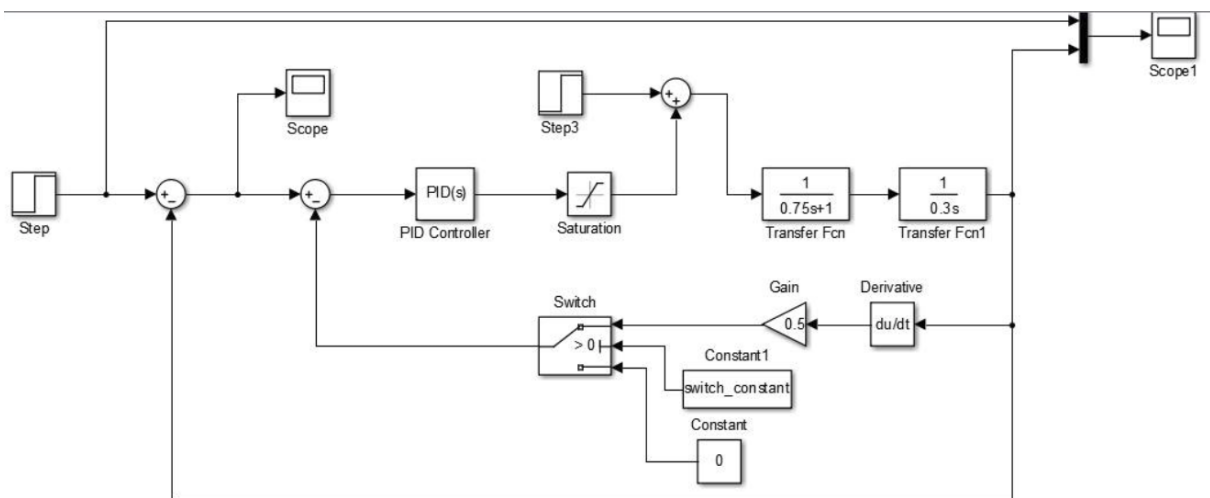 Scope1
Scope
Step3
+
+
Step
+
−
+
−
PID(s)
PID Controller
Saturation
1
0.75s+1
Transfer Fcn
1
0.3s
Transfer Fcn1
Switch
> 0
Gain
0.5
Derivative
du/dt
Constant1
switch_constant
Constant
0